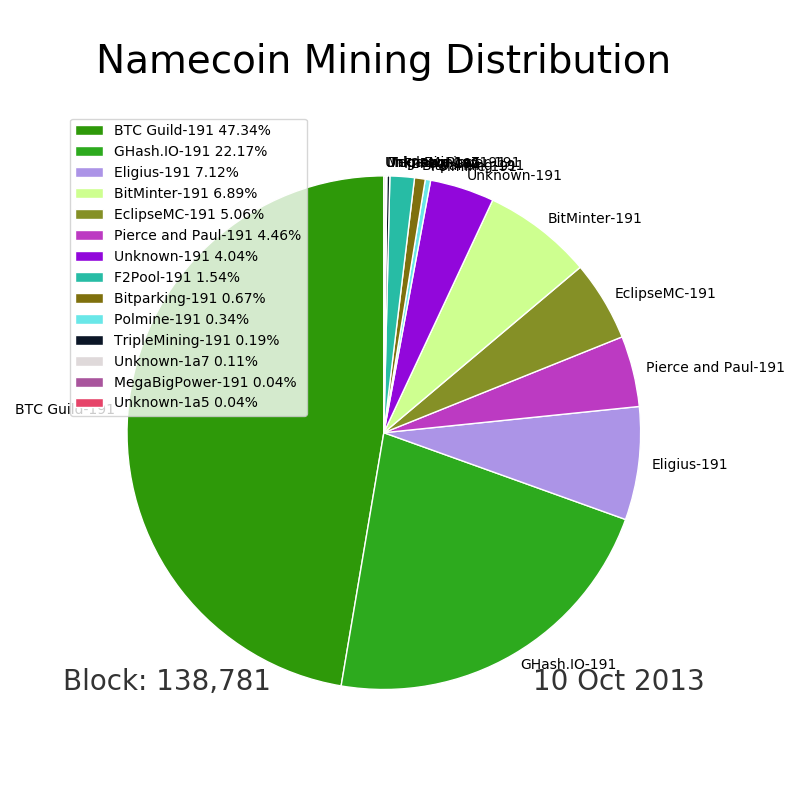 Namecoin Mining Distribution
BTC Guild-191 47.34%
GHash.IO-191 22.17%
Eligius-191 7.12%
BitMinter-191 6.89%
EclipseMC-191 5.06%
Pierce and Paul-191 4.46%
Unknown-191 4.04%
F2Pool-191 1.54%
Bitparking-191 0.67%
Polmine-191 0.34%
TripleMining-191 0.19%
Unknown-1a7 0.11%
MegaBigPower-191 0.04%
Unknown-1a5 0.04%
Unknown-191
BitMinter-191
EclipseMC-191
Pierce and Paul-191
BTC Guild-191
Eligius-191
GHash.IO-191
Block: 138,781
10 Oct 2013